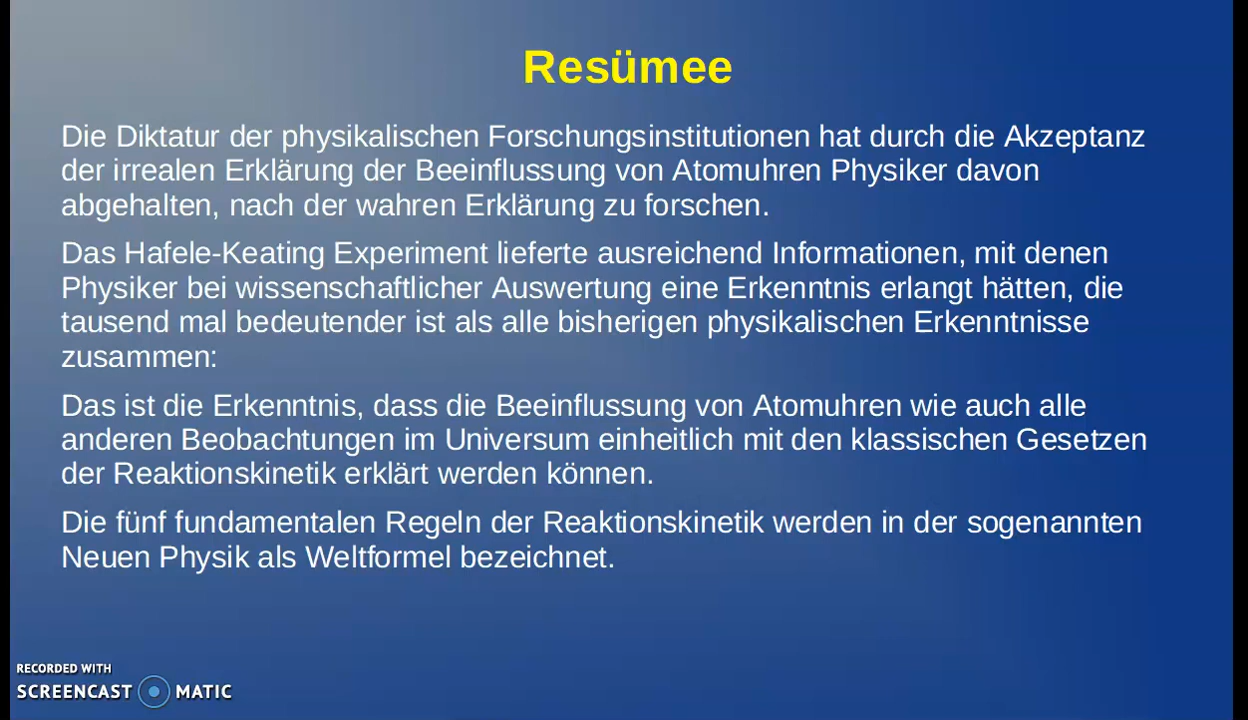 Resümee
Die Diktatur der physikalischen Forschungsinstitutionen hat durch die Akzeptanz
der irrealen Erklärung der Beeinflussung von Atomuhren Physiker davon
abgehalten, nach der wahren Erklärung zu forschen.
Das Hafele-Keating Experiment lieferte ausreichend Informationen, mit denen
Physiker bei wissenschaftlicher Auswertung eine Erkenntnis erlangt hätten, die
tausend mal bedeutender ist als alle bisherigen physikalischen Erkenntnisse
zusammen:
Das ist die Erkenntnis, dass die Beeinflussung von Atomuhren wie auch alle
anderen Beobachtungen im Universum einheitlich mit den klassischen Gesetzen
der Reaktionskinetik erklärt werden können.
Die fünf fundamentalen Regeln der Reaktionskinetik werden in der sogenannten
Neuen Physik als Weltformel bezeichnet.
RECORDED WITH
SCREENCAST MATIC